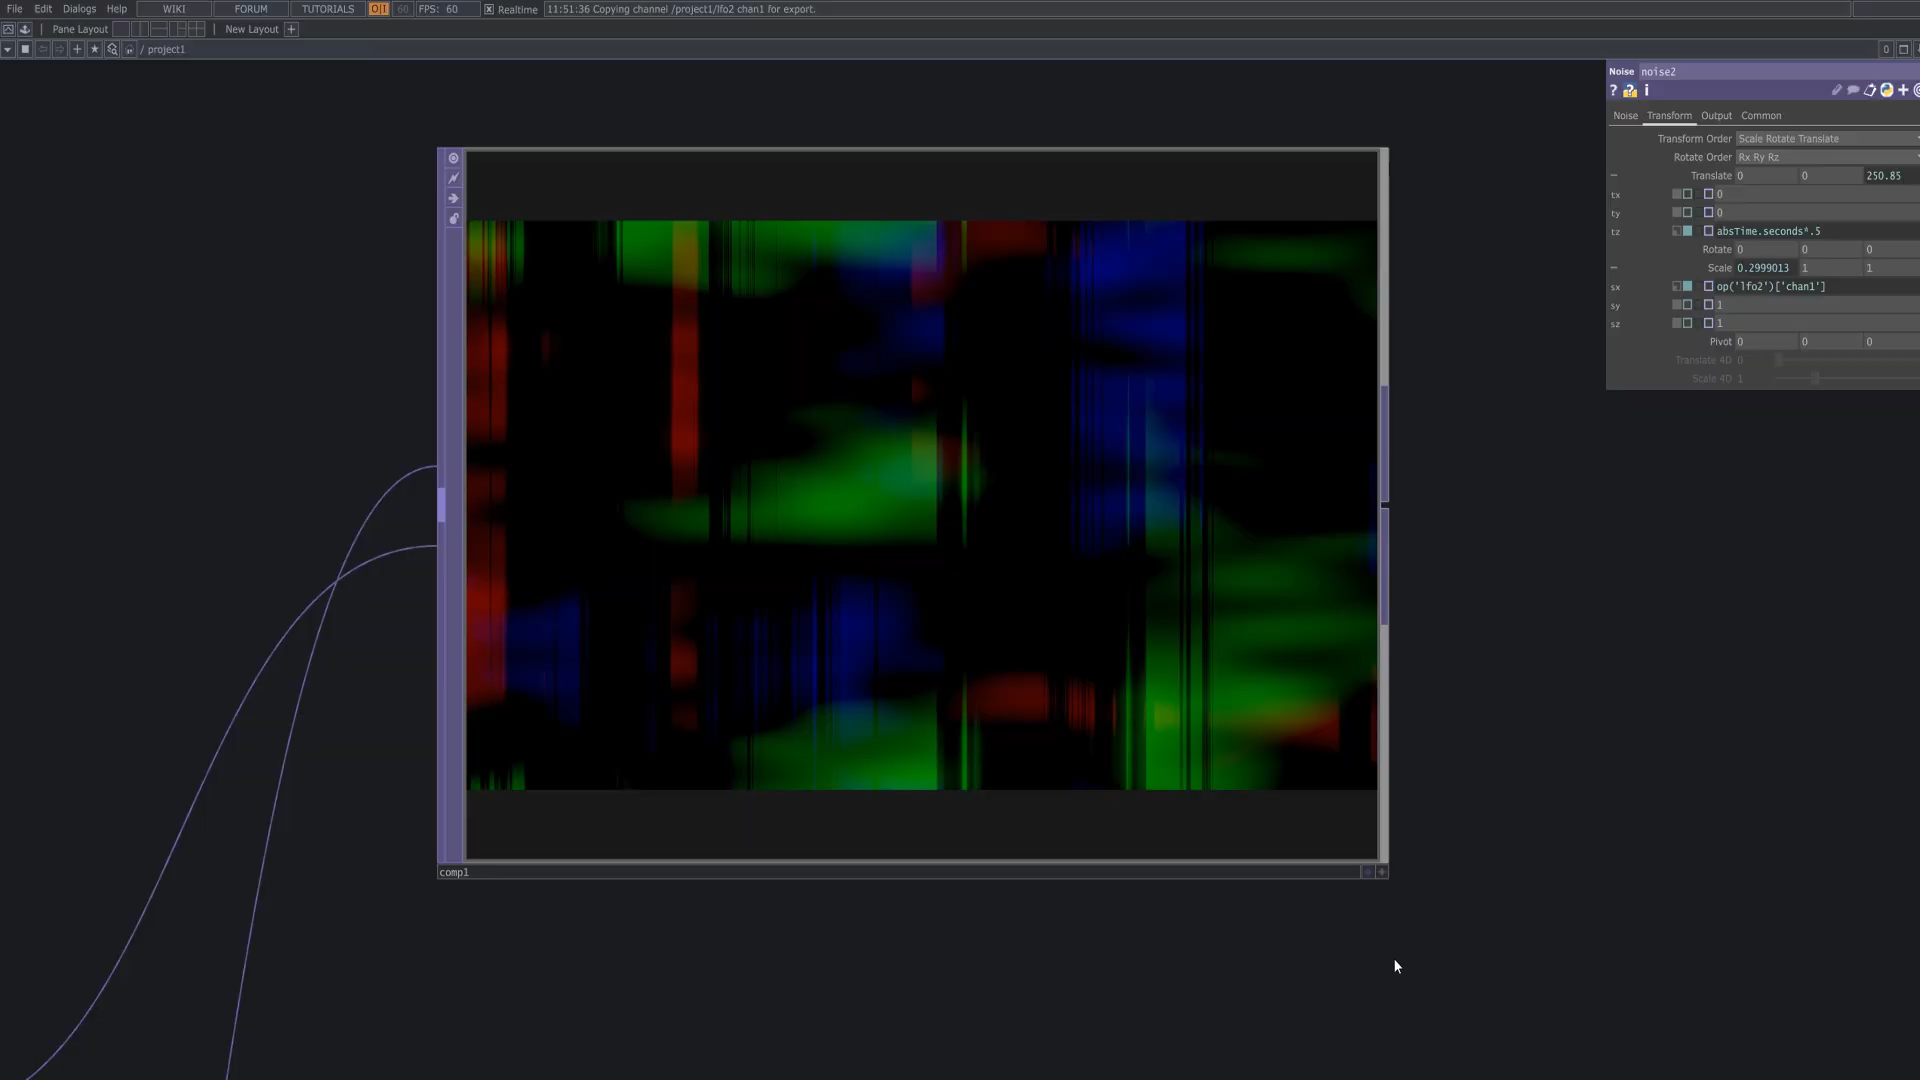 File Edit Dialogs Help WIKI FORUM TUTORIALS O|I 60 FPS: 60 Realtime 11:51:36 Copying channel /project1/lfo2 chan1 for export.
Pane Layout New Layout +
/ project1 0
Noise noise2
? ? i
Noise Transform Output Common
Transform Order Scale Rotate Translate
Rotate Order Rx Ry Rz
Translate 0 0 250.85
tx 0
ty 0
tz absTime.seconds*.5
Rotate 0 0 0
Scale 0.2999013 1 1
sx op('lfo2')['chan1']
sy 1
sz 1
Pivot 0 0 0
Translate 4D 0
Scale 4D 1
comp1